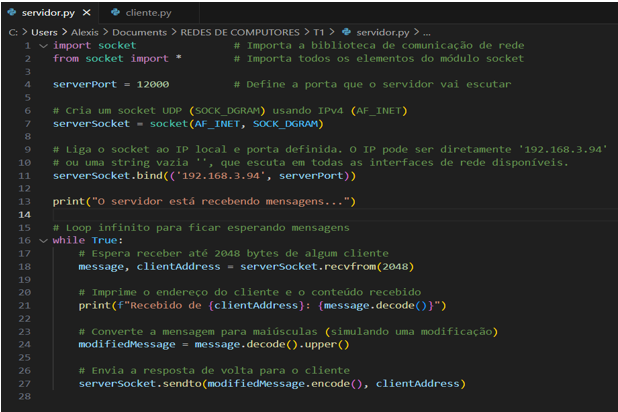 servidor.py × cliente.py
C: > Users > Alexis > Documents > REDES DE COMPUTORES > T1 > servidor.py > ...
1 import socket # Importa a biblioteca de comunicação de rede
2 from socket import * # Importa todos os elementos do módulo socket
3
4 serverPort = 12000 # Define a porta que o servidor vai escutar
5
6 # Cria um socket UDP (SOCK_DGRAM) usando IPv4 (AF_INET)
7 serverSocket = socket(AF_INET, SOCK_DGRAM)
8
9 # Liga o socket ao IP local e porta definida. O IP pode ser diretamente '192.168.3.94'
10 # ou uma string vazia '', que escuta em todas as interfaces de rede disponíveis.
11 serverSocket.bind(('192.168.3.94', serverPort))
12
13 print("O servidor está recebendo mensagens...")
14
15 # Loop infinito para ficar esperando mensagens
16 while True:
17 # Espera receber até 2048 bytes de algum cliente
18 message, clientAddress = serverSocket.recvfrom(2048)
19
20 # Imprime o endereço do cliente e o conteúdo recebido
21 print(f"Recebido de {clientAddress}: {message.decode()}")
22
23 # Converte a mensagem para maiúsculas (simulando uma modificação)
24 modifiedMessage = message.decode().upper()
25
26 # Envia a resposta de volta para o cliente
27 serverSocket.sendto(modifiedMessage.encode(), clientAddress)
28